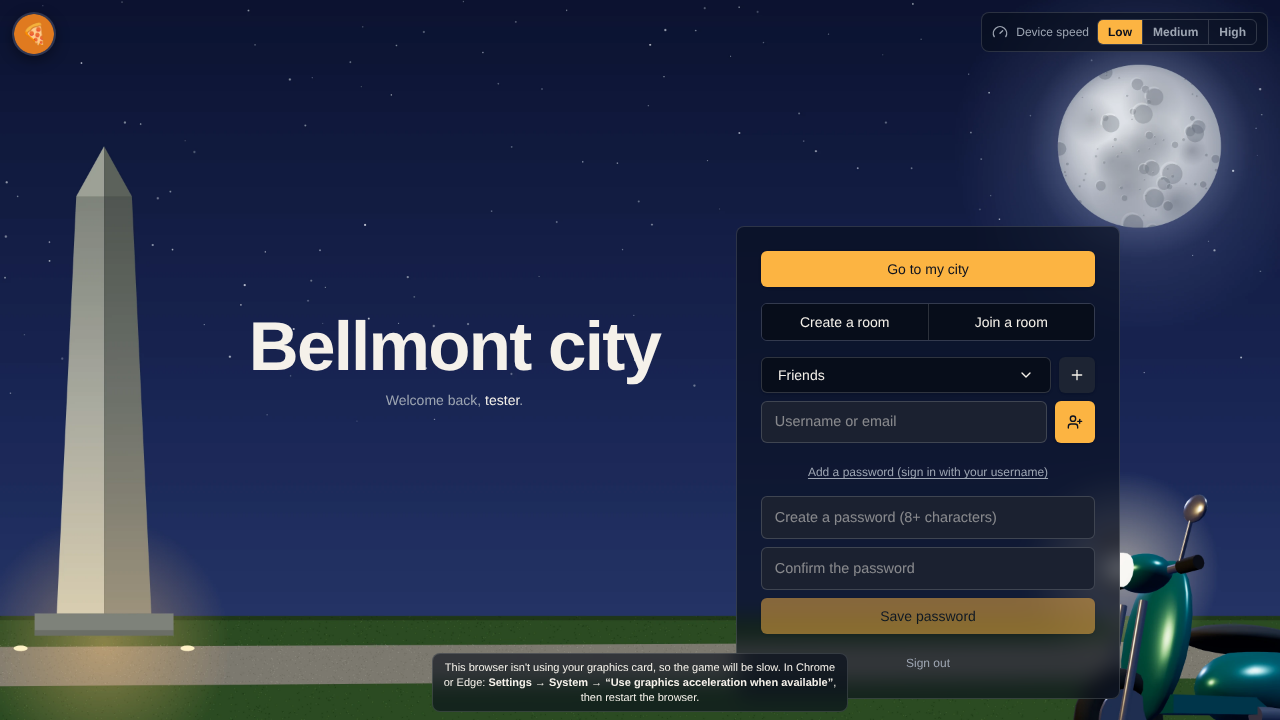 Device speed
Low
Medium
High
Go to my city
Create a room
Join a room
Bellmont city
Welcome back, tester.
Friends
Username or email
Add a password (sign in with your username)
Create a password (8+ characters)
Confirm the password
Save password
Sign out
This browser isn't using your graphics card, so the game will be slow. In Chrome
or Edge: Settings → System → “Use graphics acceleration when available”,
then restart the browser.